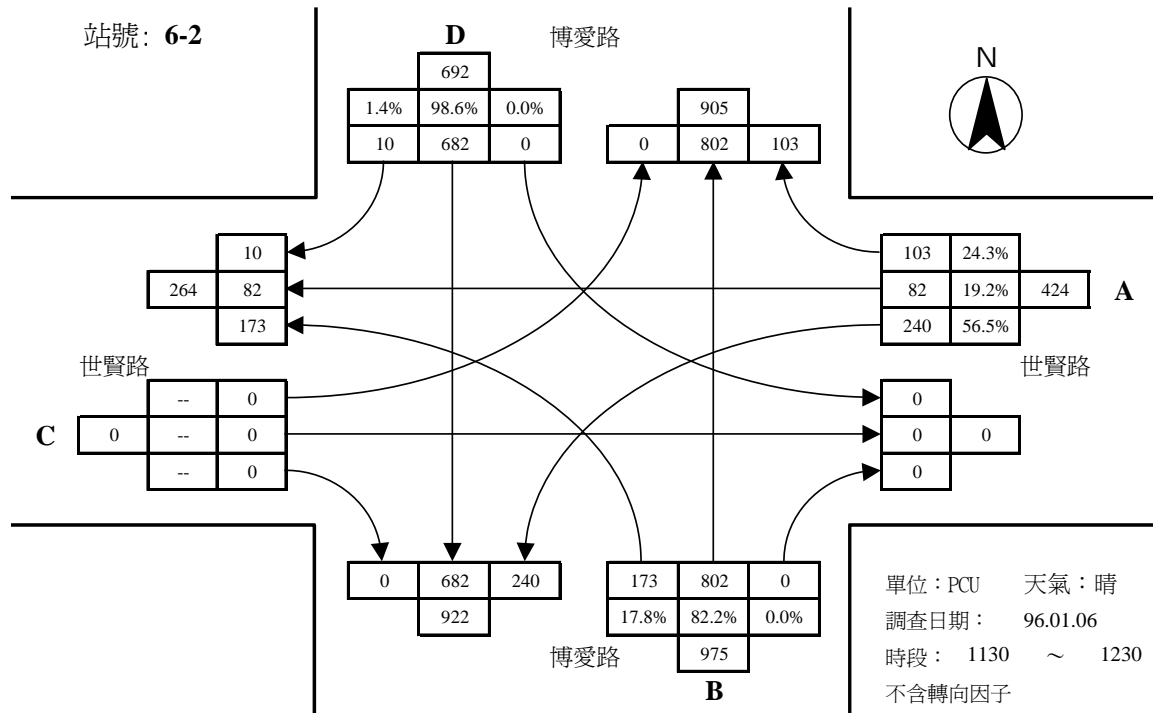 站號: 6-2
D
博愛路
N
692
1.4% 98.6% 0.0%
10 682 0
905
0 802 103
10
264 82
173
103 24.3%
82 19.2% 424
240 56.5%
A
世賢路
世賢路
-- 0
C 0 -- 0
-- 0
0
0 0
0
0 682 240
922
173 802 0
17.8% 82.2% 0.0%
975
博愛路
B
單位：PCU 天氣：晴
調查日期： 96.01.06
時段： 1130 ～ 1230
不含轉向因子